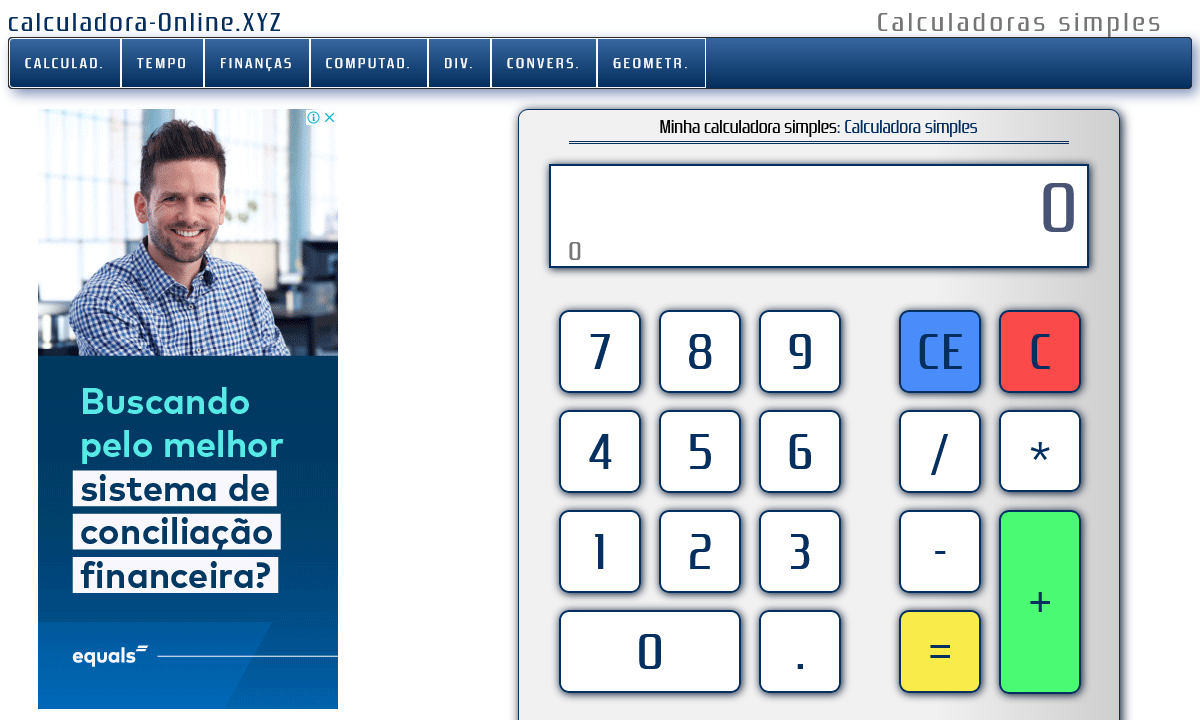 calculadora-Online.XYZ
Calculadoras simples
CALCULAD. TEMPO FINANÇAS COMPUTAD. DIV. CONVERS. GEOMETR.
Buscando
pelo melhor
sistema de
conciliação
financeira?
equals
Minha calculadora simples: Calculadora simples
0
0
7 8 9 CE C
4 5 6 / *
1 2 3 - +
0 . =